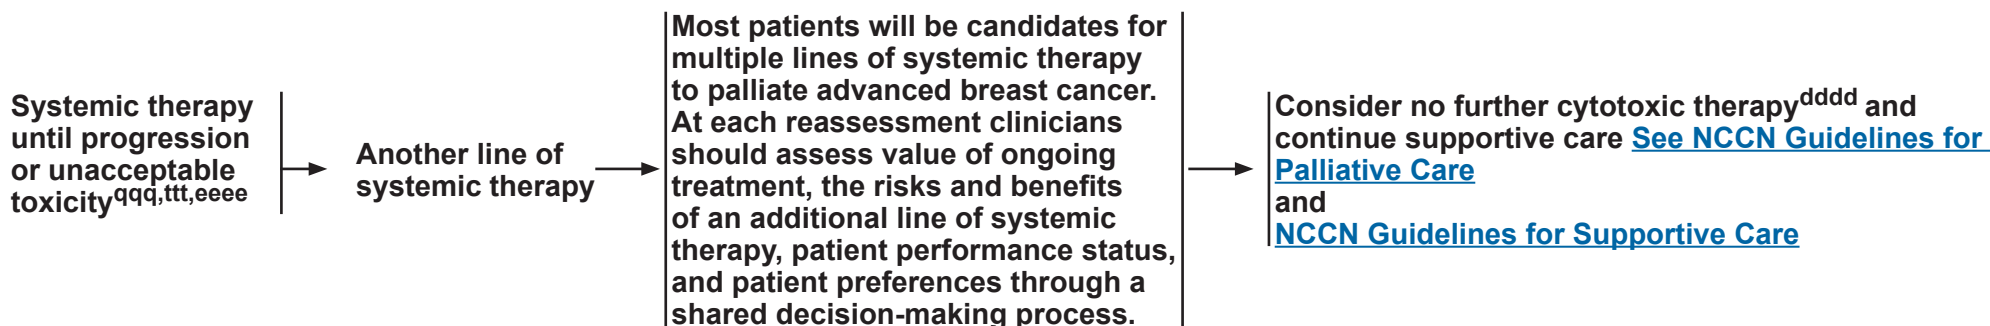 Systemic therapy
until progression
or unacceptable
toxicityqqq,ttt,eeee
Another line of
systemic therapy
Most patients will be candidates for
multiple lines of systemic therapy
to palliate advanced breast cancer.
At each reassessment clinicians
should assess value of ongoing
treatment, the risks and benefits
of an additional line of systemic
therapy, patient performance status,
and patient preferences through a
shared decision-making process.
Consider no further cytotoxic therapydddd and
continue supportive care See NCCN Guidelines for
Palliative Care
and
NCCN Guidelines for Supportive Care